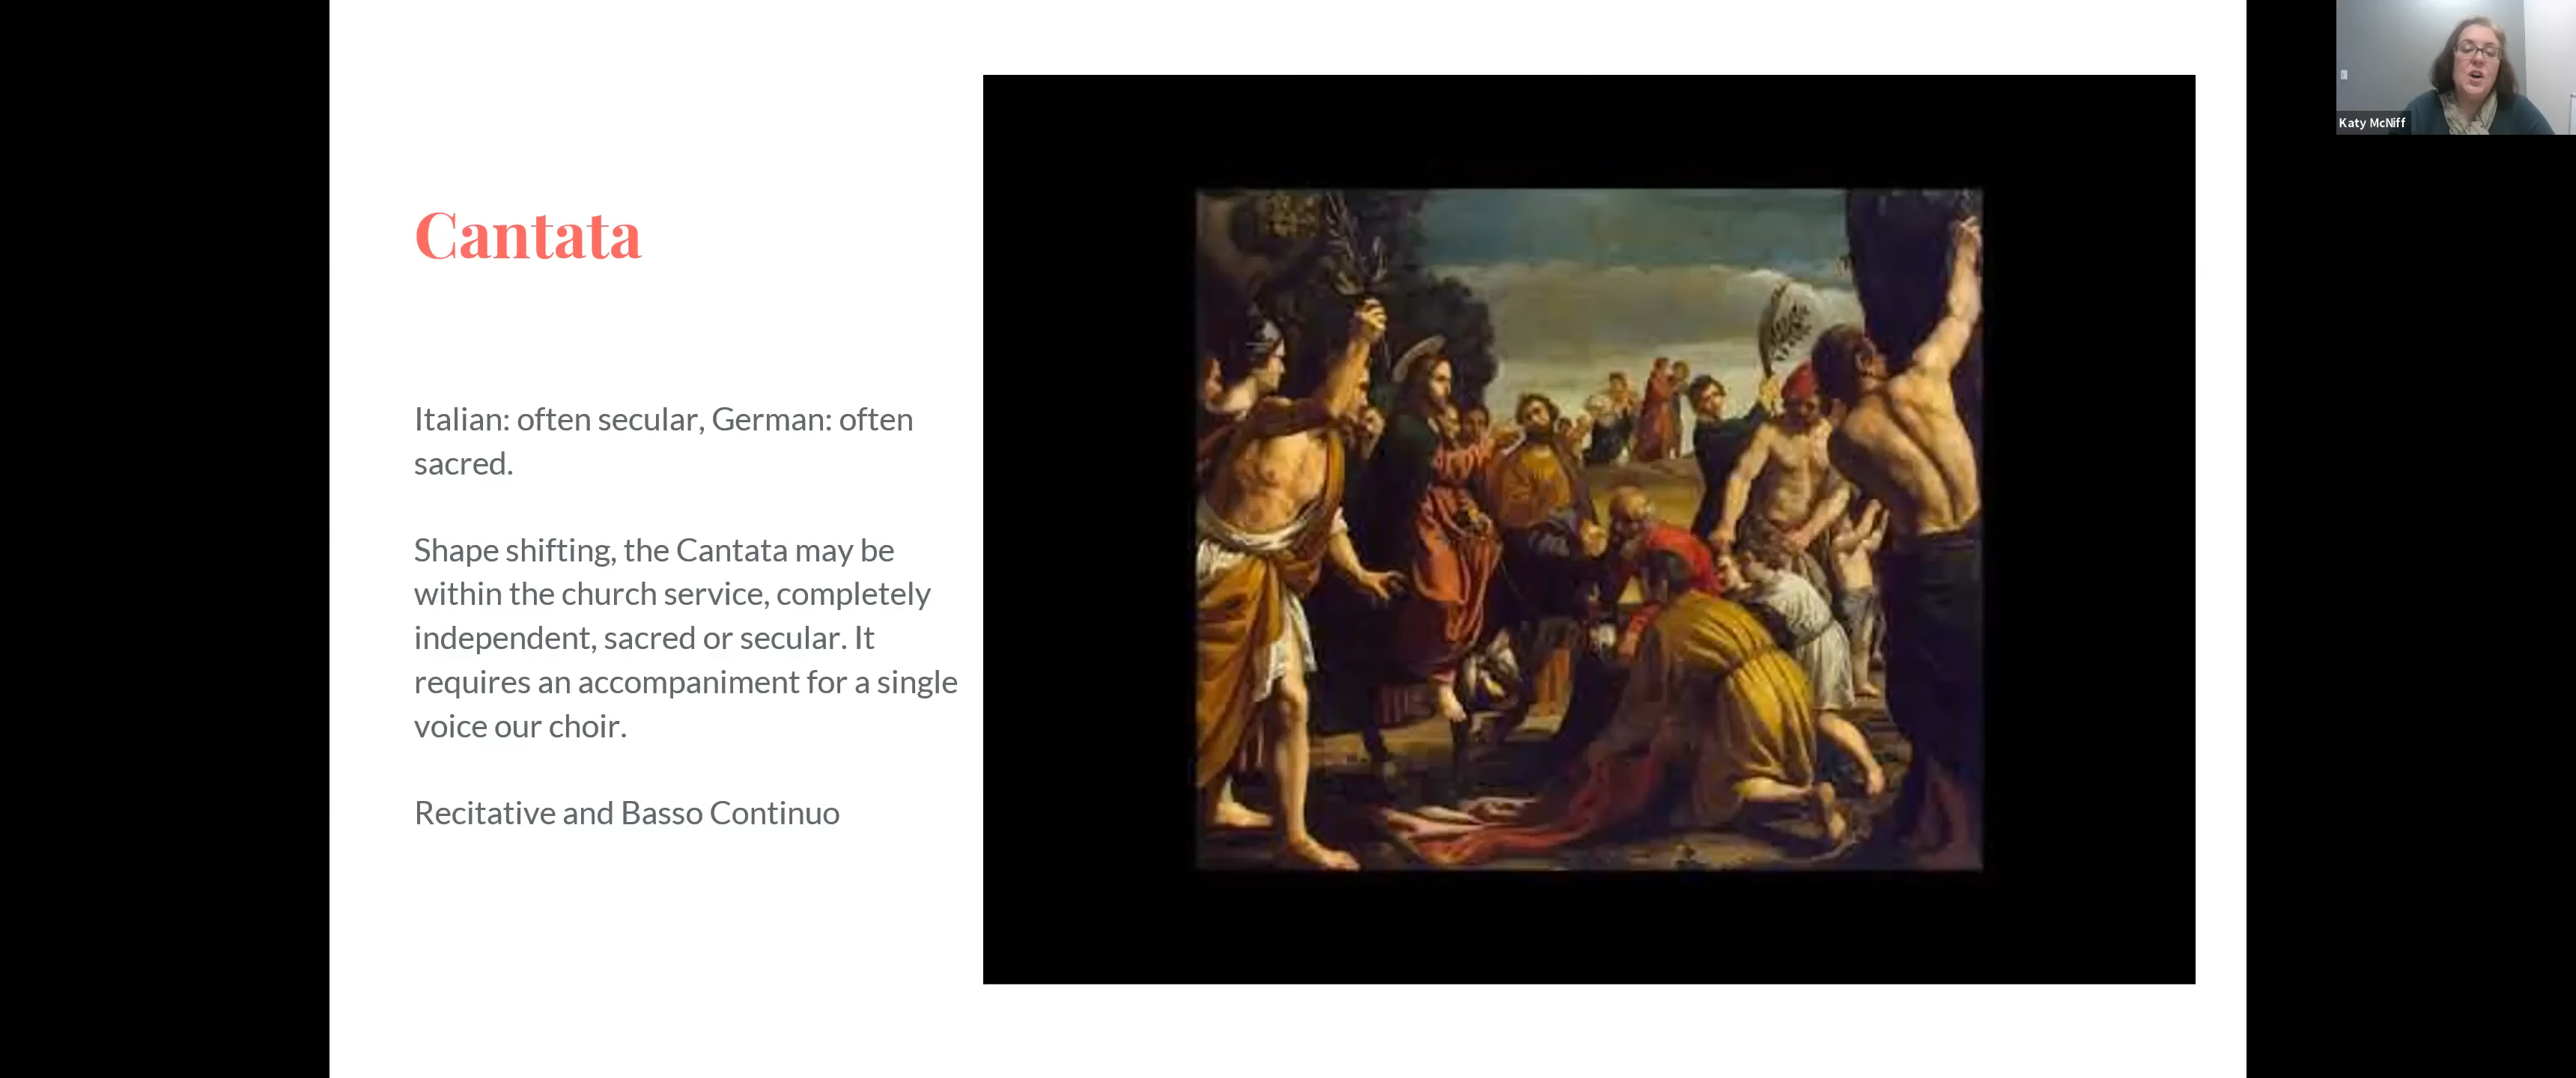 Cantata
Italian: often secular, German: often
sacred.
Shape shifting, the Cantata may be
within the church service, completely
independent, sacred or secular. It
requires an accompaniment for a single
voice our choir.
Recitative and Basso Continuo
Katy McNiff